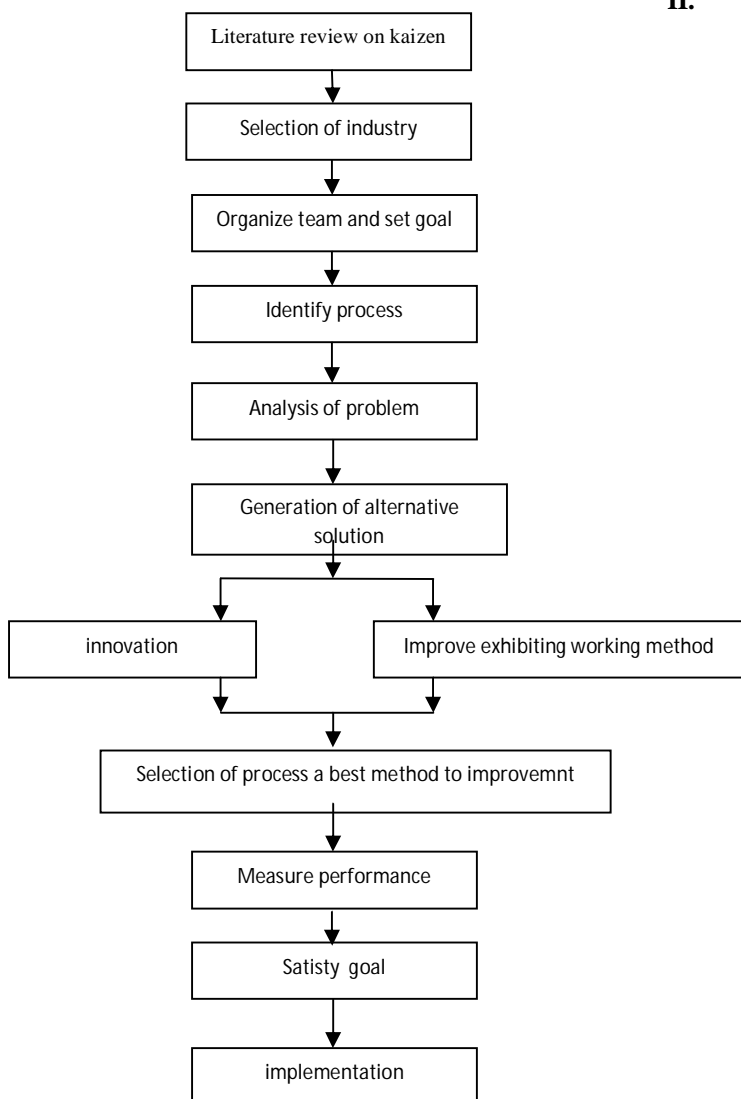 II.
Literature review on kaizen
Selection of industry
Organize team and set goal
Identify process
Analysis of problem
Generation of alternative
solution
innovation
Improve exhibiting working method
Selection of process a best method to improvemnt
Measure performance
Satisty goal
implementation